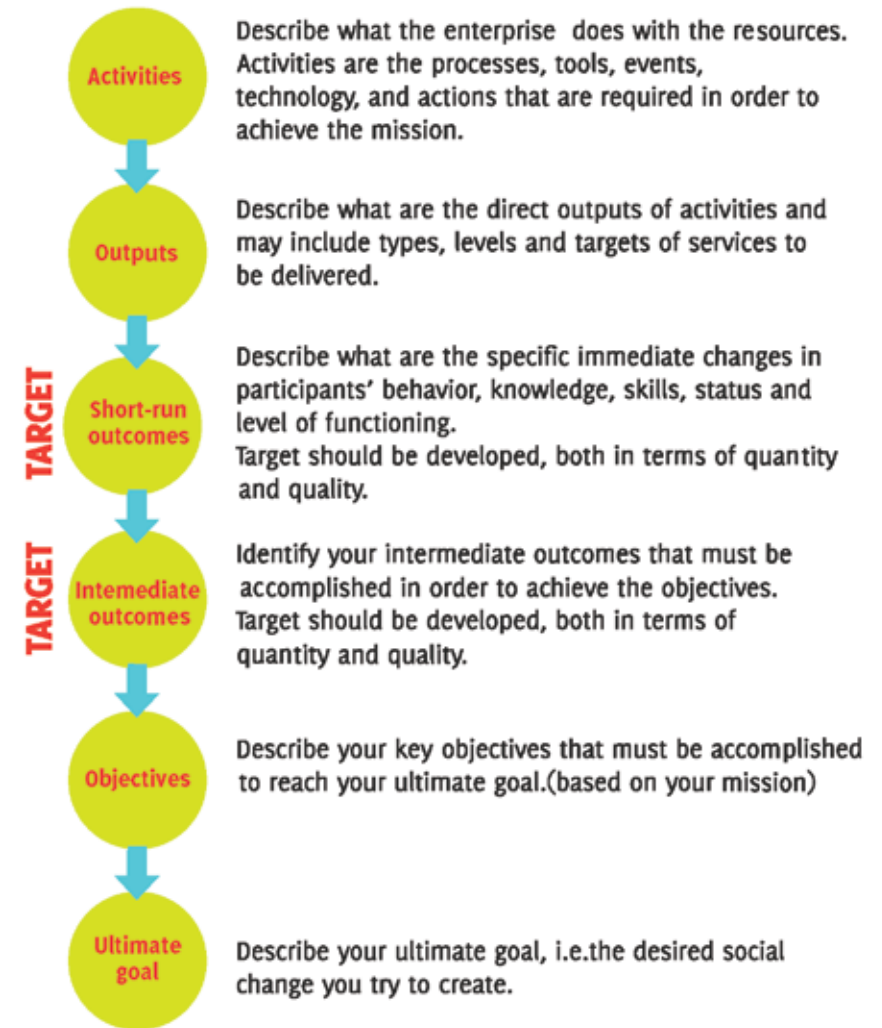 Activities
Describe what the enterprise does with the resources.
Activities are the processes, tools, events,
technology, and actions that are required in order to
achieve the mission.
Outputs
Describe what are the direct outputs of activities and
may include types, levels and targets of services to
be delivered.
TARGET
Short-run
outcomes
Describe what are the specific immediate changes in
participants' behavior, knowledge, skills, status and
level of functioning.
Target should be developed, both in terms of quantity
and quality.
TARGET
Intemediate
outcomes
Identify your intermediate outcomes that must be
accomplished in order to achieve the objectives.
Target should be developed, both in terms of
quantity and quality.
Objectives
Describe your key objectives that must be accomplished
to reach your ultimate goal.(based on your mission)
Ultimate
goal
Describe your ultimate goal, i.e.the desired social
change you try to create.